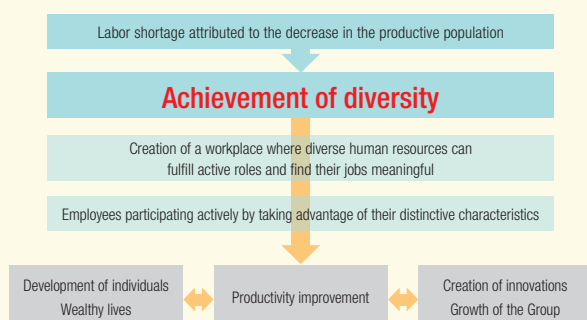 Labor shortage attributed to the decrease in the productive population
Achievement of diversity
Creation of a workplace where diverse human resources can
fulfill active roles and find their jobs meaningful
Employees participating actively by taking advantage of their distinctive characteristics
Development of individuals
Wealthy lives
Productivity improvement
Creation of innovations
Growth of the Group